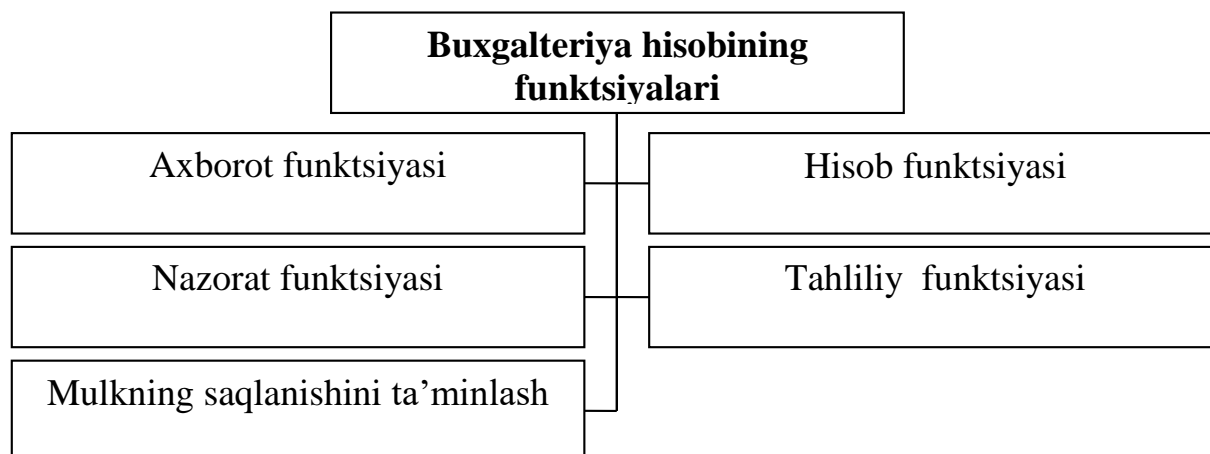 Buxgalteriya hisobining
funktsiyalari
Axborot funktsiyasi
Hisob funktsiyasi
Nazorat funktsiyasi
Tahliliy funktsiyasi
Mulkning saqlanishini ta’minlash